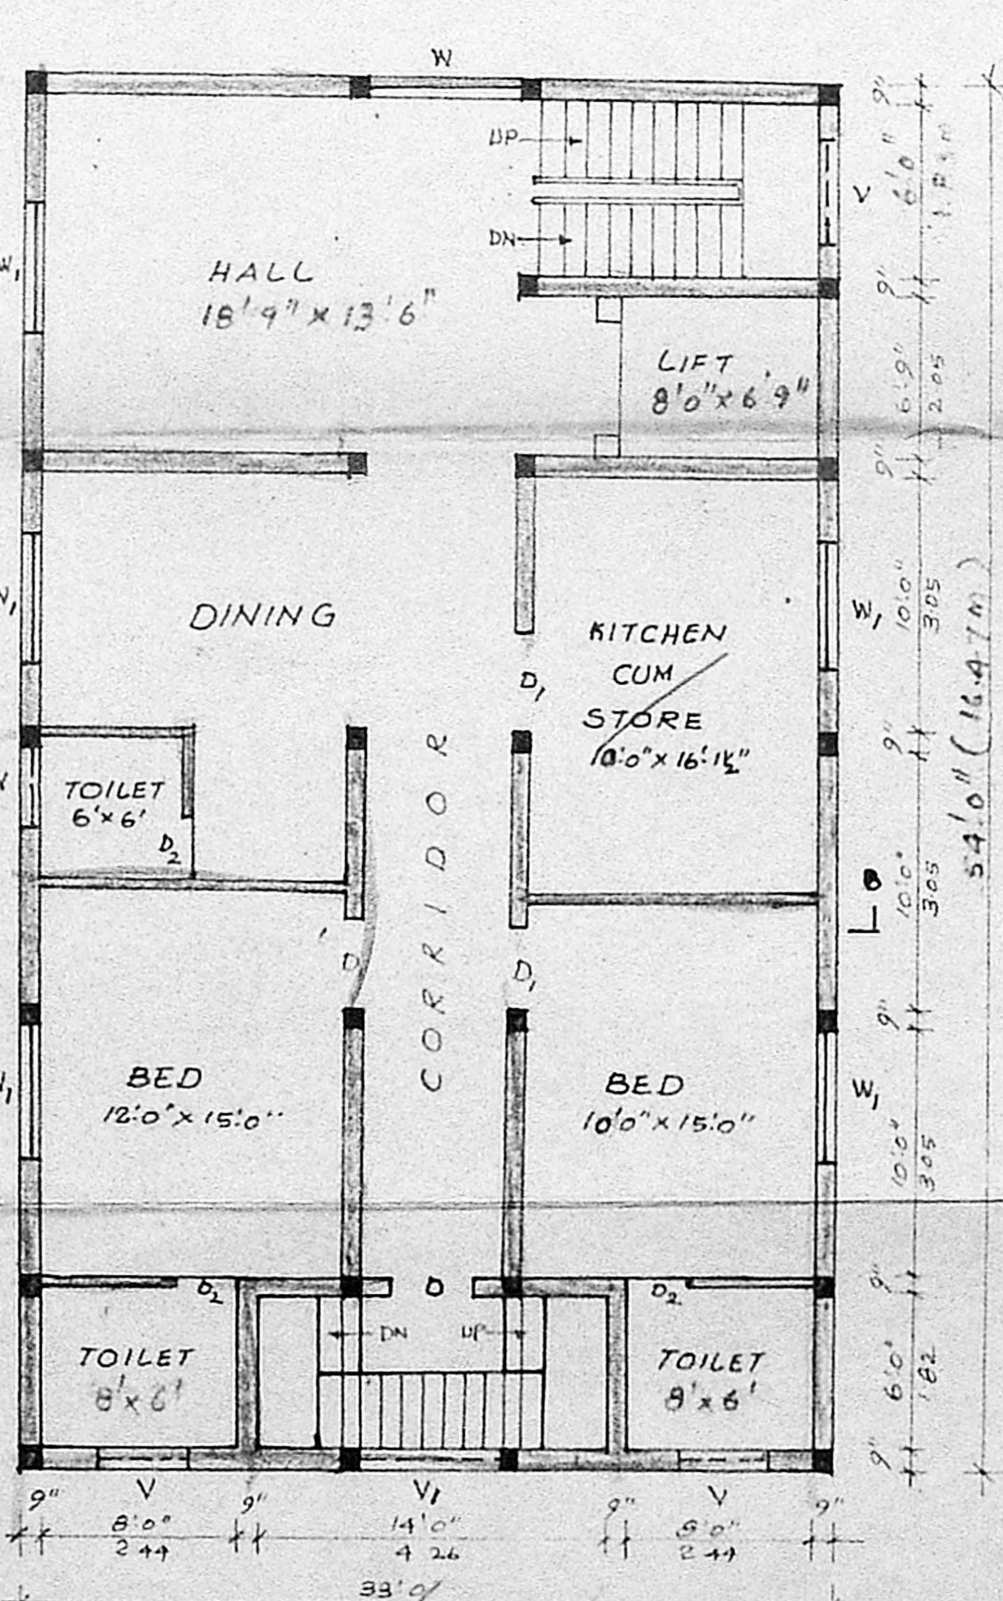 W
9"
UP
6'0"
V
DN
HALL
18'9" x 13'6"
9"
LIFT
8'0" x 6'9"
6'9"
2.05
9"
DINING
KITCHEN
CUM
STORE
16'-1½"
D1
W1
10'0"
3.05
54'0" (16.47m)
9"
TOILET
6'x6'
D2
CORRIDOR
10'0"
3.05
D
D1
9"
BED
12'0" x 15'0"
BED
10'0" x 15'0"
W1
10'0"
3.05
D2
D
D2
9"
DN
UP
TOILET
8'x6'
TOILET
8'x6'
6'0"
1.82
9"
V
V1
V
9"
9"
9"
9"
8'0"
2.44
14'0"
4.26
8'0"
2.44
33'0